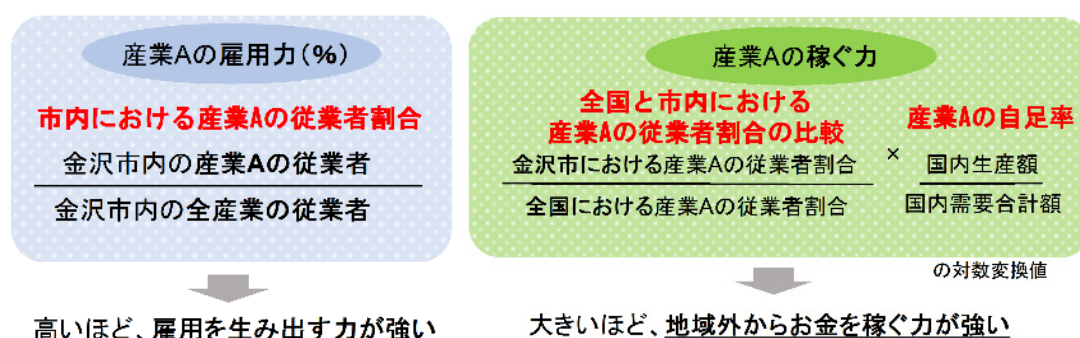 産業Aの雇用力(%)
市内における産業Aの従業者割合
金沢市内の産業Aの従業者
金沢市内の全産業の従業者
高いほど、雇用を生み出す力が強い
産業Aの稼ぐ力
全国と市内における
産業Aの従業者割合の比較
金沢市における産業Aの従業者割合
全国における産業Aの従業者割合
×
産業Aの自足率
国内生産額
国内需要合計額
の対数変換値
大きいほど、地域外からお金を稼ぐ力が強い